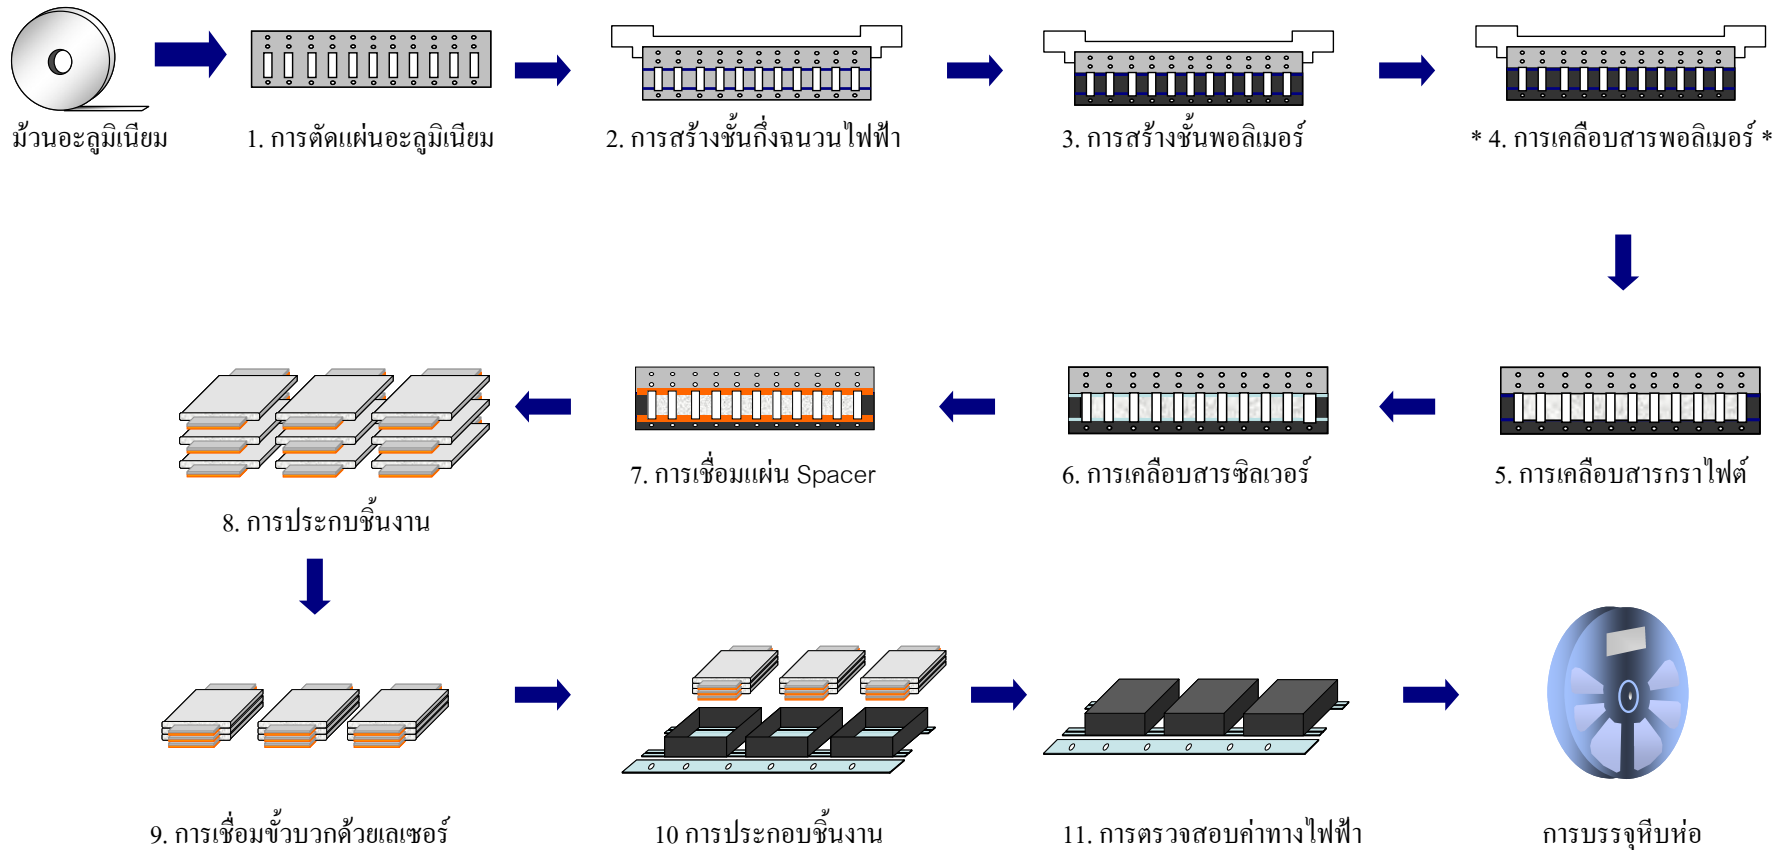 ม้วนอะลูมิเนียม
1. การตัดแผ่นอะลูมิเนียม
2. การสร้างชั้นกึ่งฉนวนไฟฟ้า
3. การสร้างชั้นพอลิเมอร์
* 4. การเคลือบสารพอลิเมอร์ *
5. การเคลือบสารกราไฟต์
6. การเคลือบสารซิลเวอร์
7. การเชื่อมแผ่น Spacer
8. การประกบชิ้นงาน
9. การเชื่อมขั้วบวกด้วยเลเซอร์
10 การประกอบชิ้นงาน
11. การตรวจสอบค่าทางไฟฟ้า
การบรรจุหีบห่อ